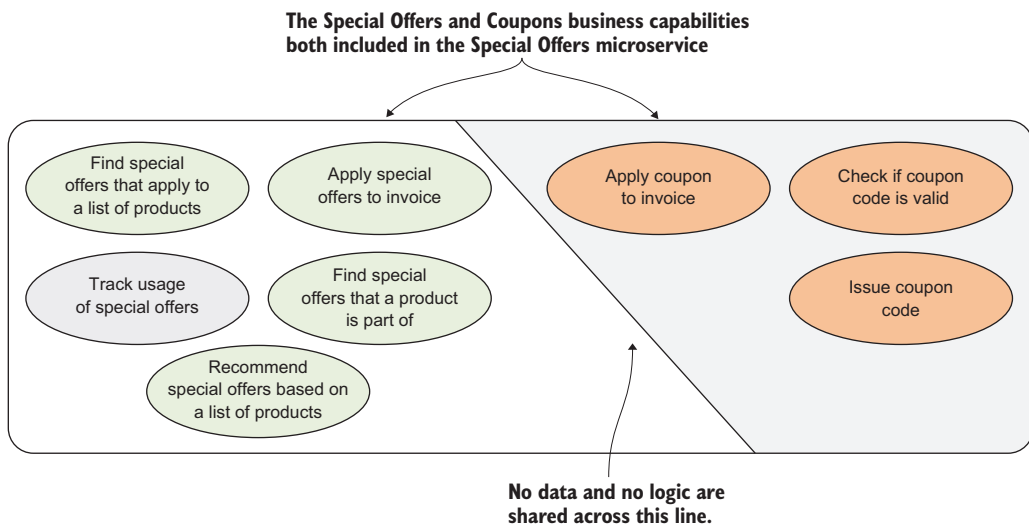 The Special Offers and Coupons business capabilities
both included in the Special Offers microservice
Find special
offers that apply to
a list of products
Apply special
offers to invoice
Apply coupon
to invoice
Check if coupon
code is valid
Track usage
of special offers
Find special
offers that a product
is part of
Issue coupon
code
Recommend
special offers based on
a list of products
No data and no logic are
shared across this line.